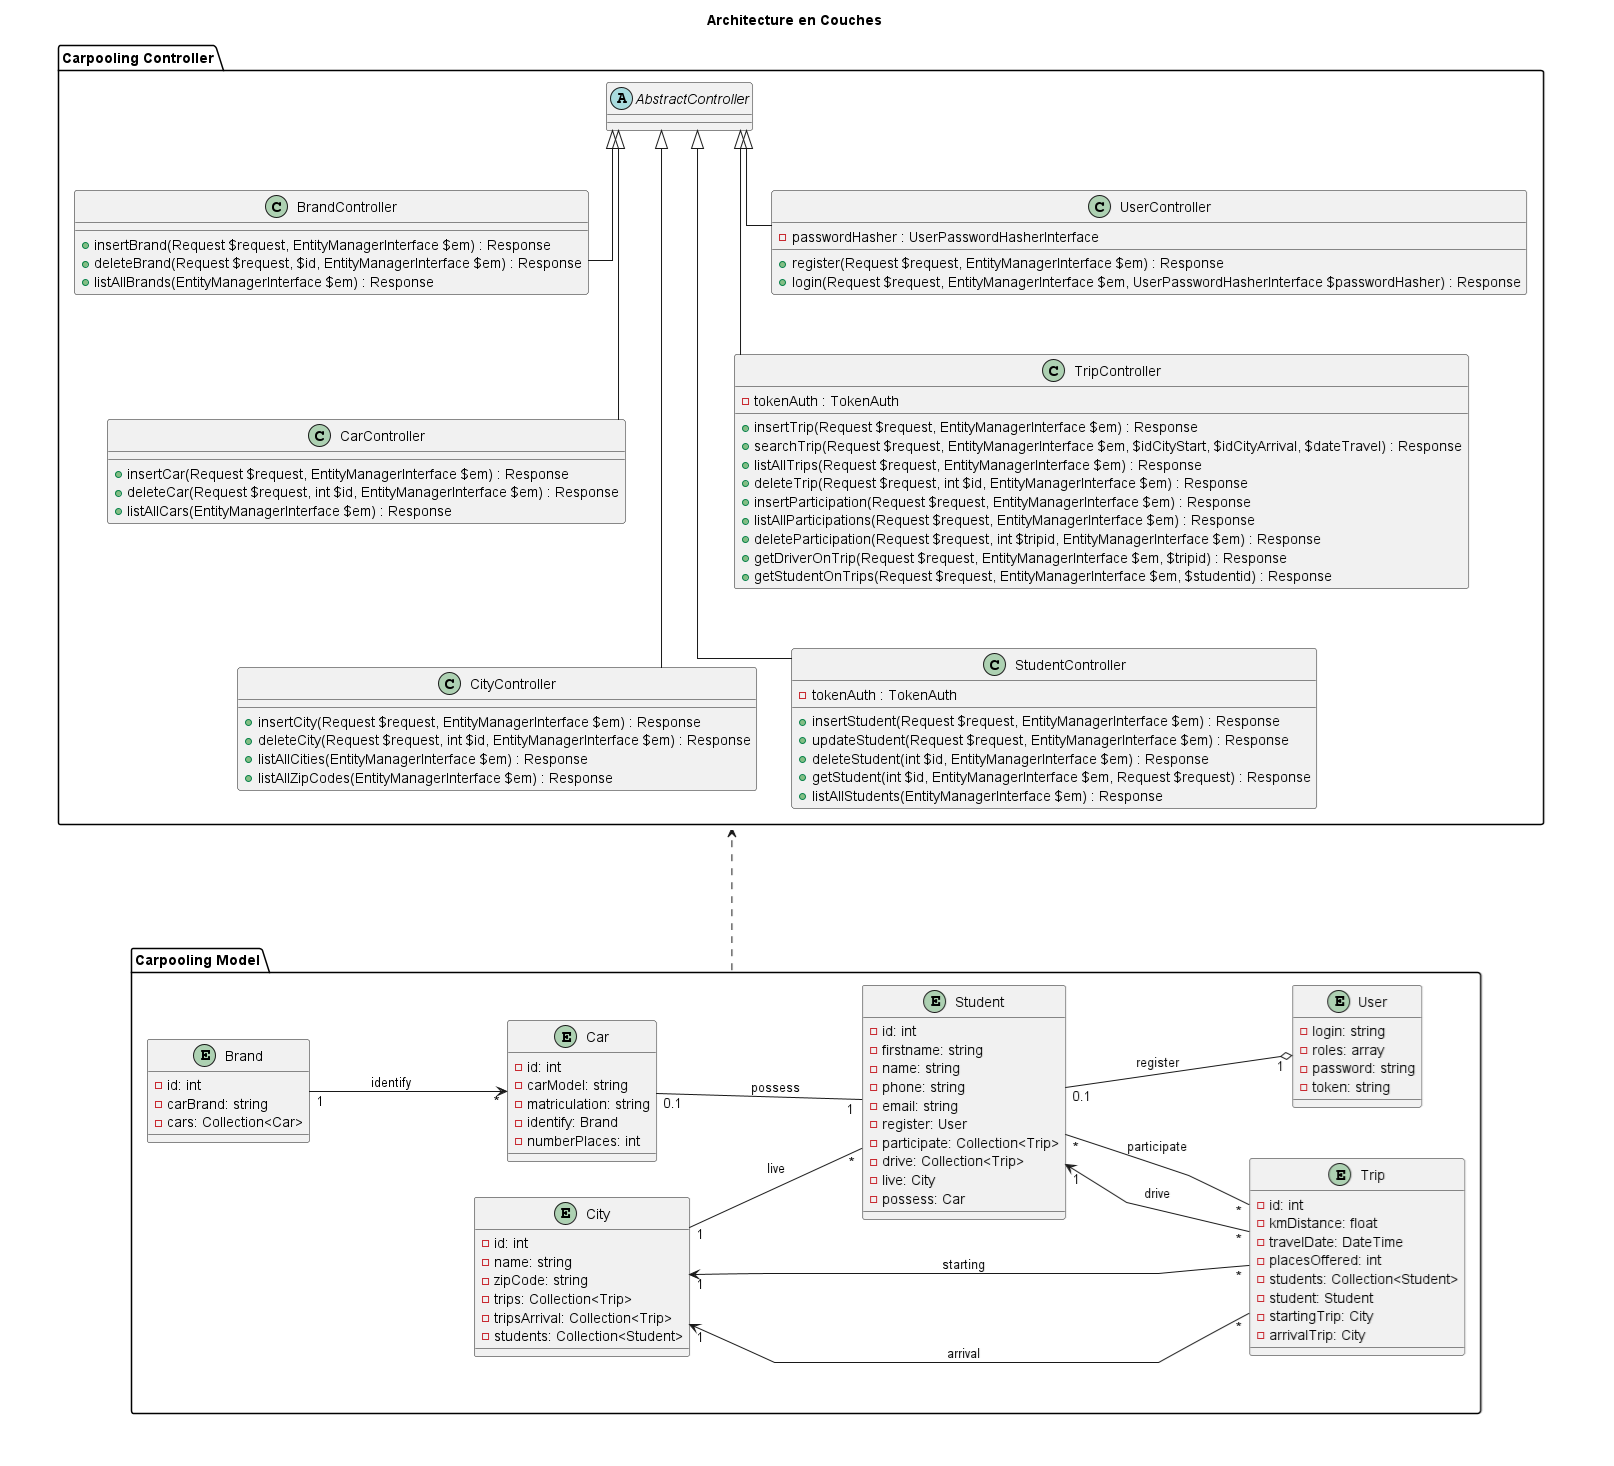 Architecture en Couches
Carpooling Controller
A AbstractController
C BrandController
insertBrand(Request $request, EntityManagerInterface $em) : Response
deleteBrand(Request $request, $id, EntityManagerInterface $em) : Response
listAllBrands(EntityManagerInterface $em) : Response
C UserController
passwordHasher : UserPasswordHasherInterface
register(Request $request, EntityManagerInterface $em) : Response
login(Request $request, EntityManagerInterface $em, UserPasswordHasherInterface $passwordHasher) : Response
C CarController
insertCar(Request $request, EntityManagerInterface $em) : Response
deleteCar(Request $request, int $id, EntityManagerInterface $em) : Response
listAllCars(EntityManagerInterface $em) : Response
C TripController
tokenAuth : TokenAuth
insertTrip(Request $request, EntityManagerInterface $em) : Response
searchTrip(Request $request, EntityManagerInterface $em, $idCityStart, $idCityArrival, $dateTravel) : Response
listAllTrips(Request $request, EntityManagerInterface $em) : Response
deleteTrip(Request $request, int $id, EntityManagerInterface $em) : Response
insertParticipation(Request $request, EntityManagerInterface $em) : Response
listAllParticipations(Request $request, EntityManagerInterface $em) : Response
deleteParticipation(Request $request, int $tripid, EntityManagerInterface $em) : Response
getDriverOnTrip(Request $request, EntityManagerInterface $em, $tripid) : Response
getStudentOnTrips(Request $request, EntityManagerInterface $em, $studentid) : Response
C CityController
insertCity(Request $request, EntityManagerInterface $em) : Response
deleteCity(Request $request, int $id, EntityManagerInterface $em) : Response
listAllCities(EntityManagerInterface $em) : Response
listAllZipCodes(EntityManagerInterface $em) : Response
C StudentController
tokenAuth : TokenAuth
insertStudent(Request $request, EntityManagerInterface $em) : Response
updateStudent(Request $request, EntityManagerInterface $em) : Response
deleteStudent(int $id, EntityManagerInterface $em) : Response
getStudent(int $id, EntityManagerInterface $em, Request $request) : Response
listAllStudents(EntityManagerInterface $em) : Response
Carpooling Model
E Brand
id: int
carBrand: string
cars: Collection<Car>
identify
1
*
E Car
id: int
carModel: string
matriculation: string
identify: Brand
numberPlaces: int
possess
0.1
1
E Student
id: int
firstname: string
name: string
phone: string
email: string
register: User
participate: Collection<Trip>
drive: Collection<Trip>
live: City
possess: Car
register
0.1
1
E User
login: string
roles: array
password: string
token: string
live
1
*
participate
*
*
drive
1
*
E City
id: int
name: string
zipCode: string
trips: Collection<Trip>
tripsArrival: Collection<Trip>
students: Collection<Student>
starting
1
*
arrival
1
*
E Trip
id: int
kmDistance: float
travelDate: DateTime
placesOffered: int
students: Collection<Student>
student: Student
startingTrip: City
arrivalTrip: City